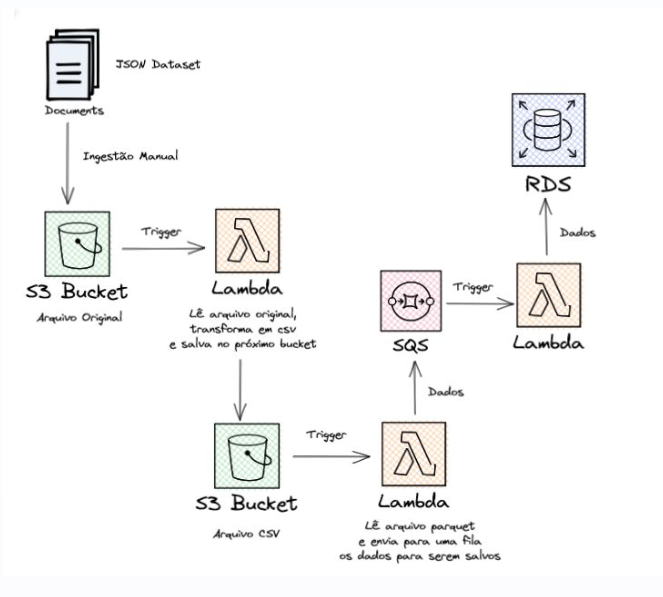 JSON Dataset
Documents
Ingestão Manual
Trigger
S3 Bucket
Arquivo Original
Lambda
Lê arquivo original,
transforma em csv
e salva no próximo bucket
S3 Bucket
Arquivo CSV
Trigger
Lambda
Lê arquivo parquet
e envia para uma fila
os dados para serem salvos
Dados
SQS
Trigger
Lambda
Dados
RDS